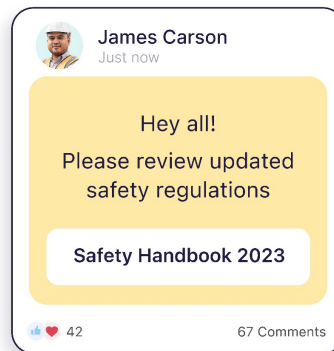 James Carson
Just now
Hey all!
Please review updated
safety regulations
Safety Handbook 2023
42
67 Comments